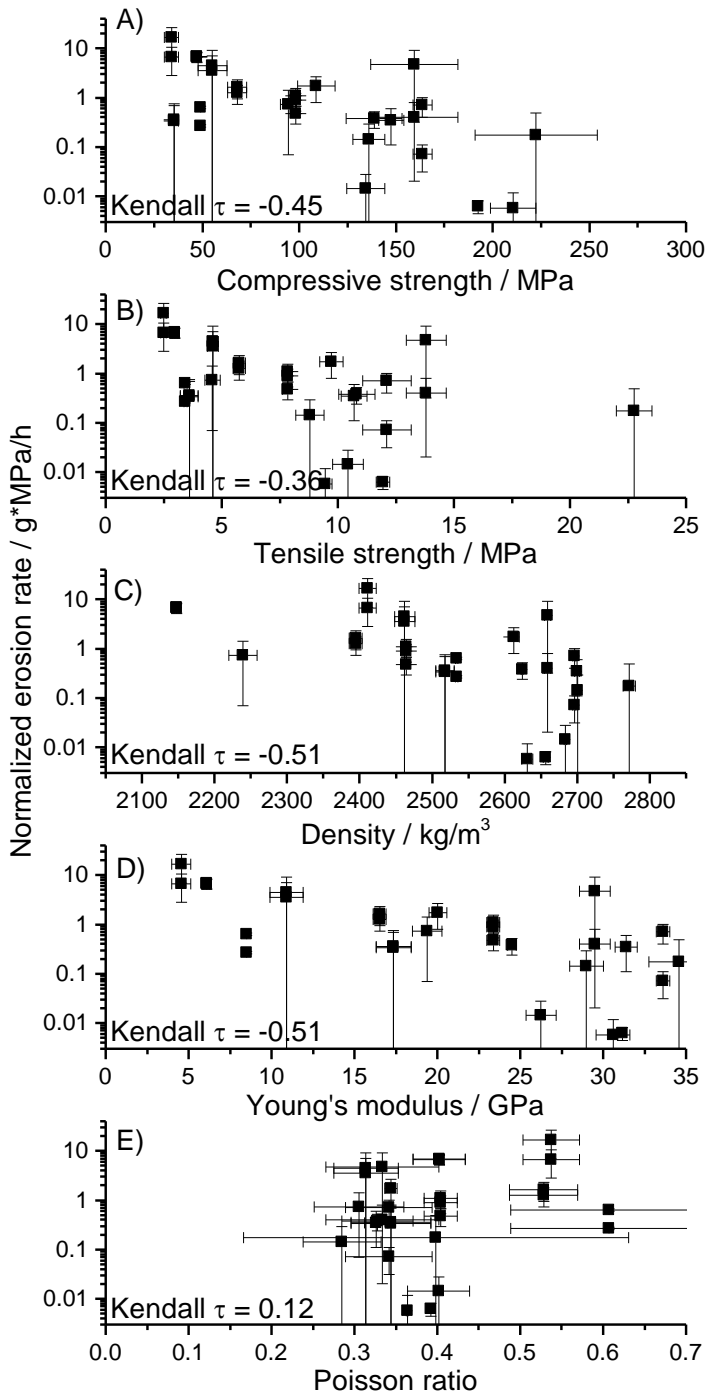 A)
10
1
0.1
0.01
Kendall τ = -0.45
0 50 100 150 200 250 300
Compressive strength / MPa
B)
10
1
0.1
0.01
Kendall τ = -0.36
0 5 10 15 20 25
Tensile strength / MPa
Normalized erosion rate / g*MPa/h
C)
10
1
0.1
0.01
Kendall τ = -0.51
2100 2200 2300 2400 2500 2600 2700 2800
Density / kg/m³
D)
10
1
0.1
0.01
Kendall τ = -0.51
0 5 10 15 20 25 30 35
Young's modulus / GPa
E)
10
1
0.1
0.01
Kendall τ = 0.12
0.0 0.1 0.2 0.3 0.4 0.5 0.6 0.7
Poisson ratio